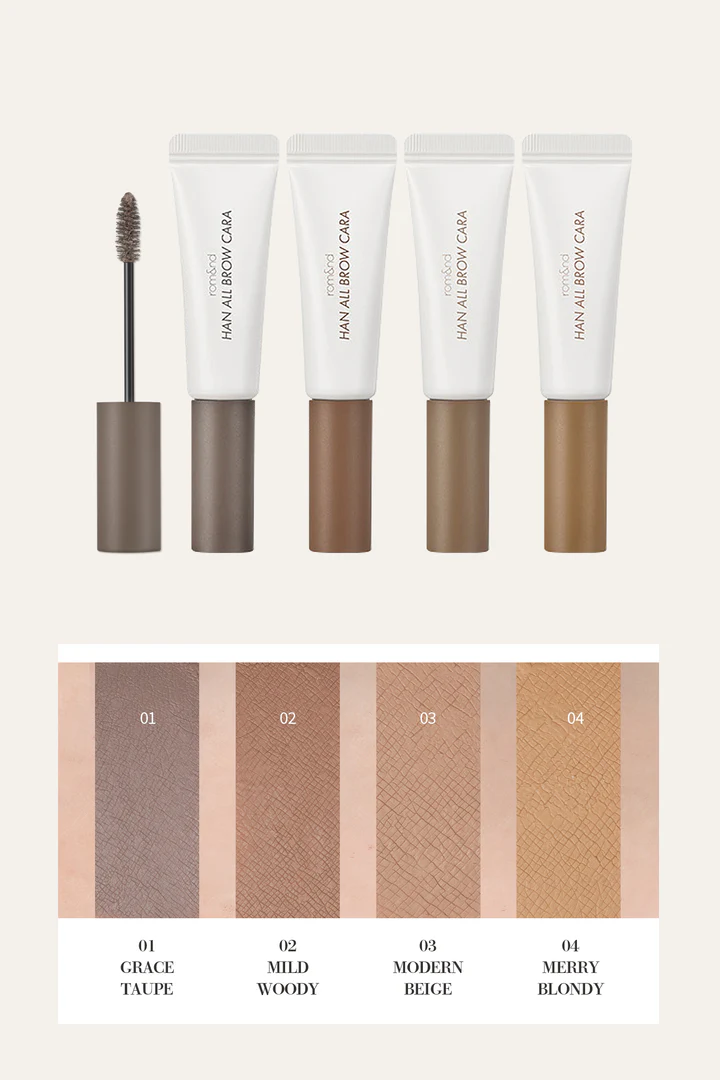 rom&nd
HAN ALL BROW CARA
rom&nd
HAN ALL BROW CARA
rom&nd
HAN ALL BROW CARA
rom&nd
HAN ALL BROW CARA
01
02
03
04
01
GRACE
TAUPE
02
MILD
WOODY
03
MODERN
BEIGE
04
MERRY
BLONDY